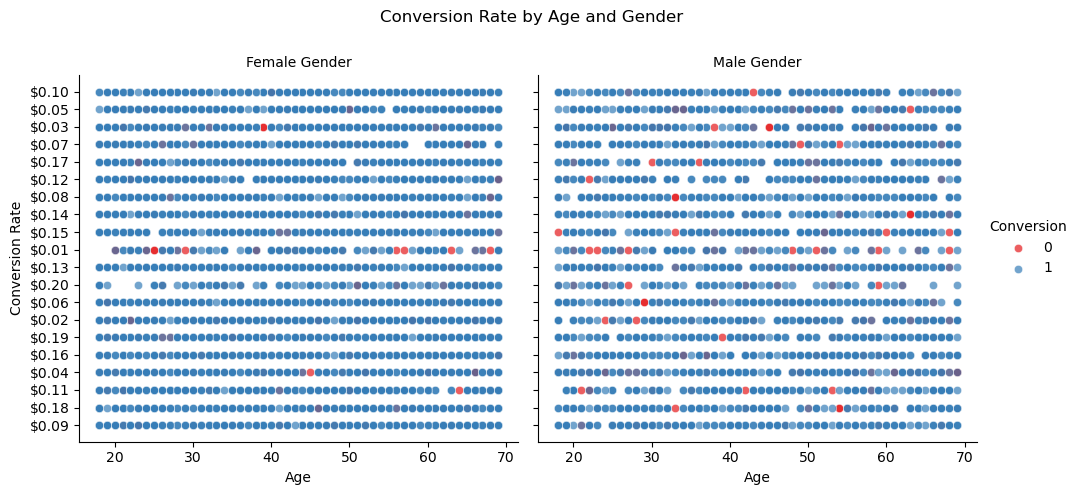 Conversion Rate by Age and Gender
Female Gender
Male Gender
Conversion Rate
$0.10
$0.05
$0.03
$0.07
$0.17
$0.12
$0.08
$0.14
$0.15
$0.01
$0.13
$0.20
$0.06
$0.02
$0.19
$0.16
$0.04
$0.11
$0.18
$0.09
20 30 40 50 60 70
Age
20 30 40 50 60 70
Age
Conversion
0
1